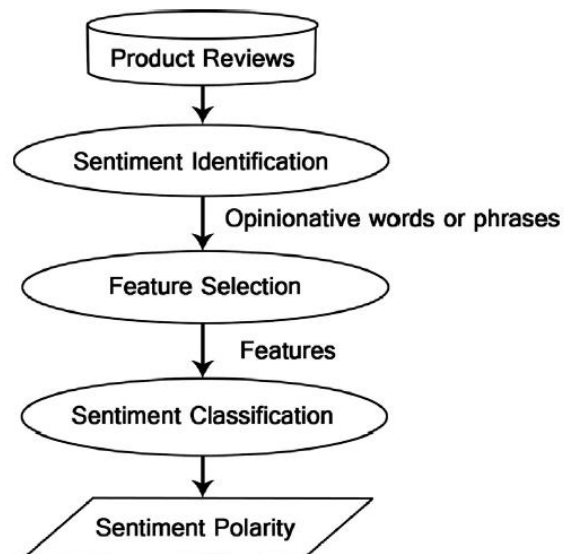 Product Reviews
Sentiment Identification
Opinionative words or phrases
Feature Selection
Features
Sentiment Classification
Sentiment Polarity